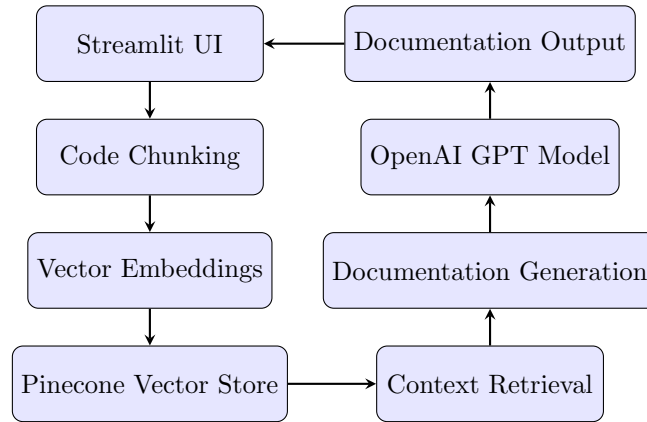 Streamlit UI
Documentation Output
Code Chunking
OpenAI GPT Model
Vector Embeddings
Documentation Generation
Pinecone Vector Store
Context Retrieval